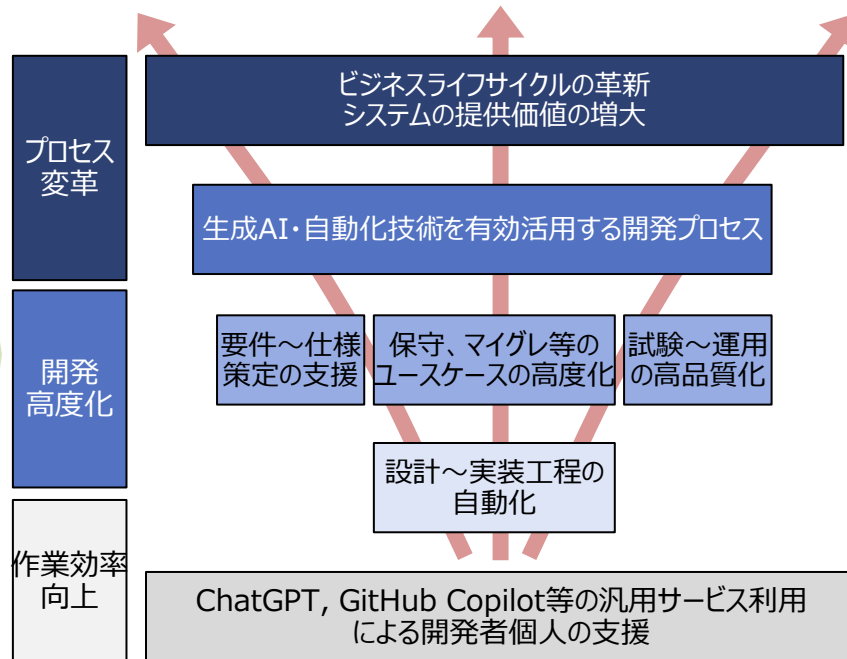 ビジネスライフサイクルの革新
システムの提供価値の増大
プロセス
変革
生成AI・自動化技術を有効活用する開発プロセス
要件～仕様
策定の支援
保守、マイグレ等の
ユースケースの高度化
試験～運用
の高品質化
開発
高度化
設計～実装工程の
自動化
作業効率
向上
ChatGPT, GitHub Copilot等の汎用サービス利用
による開発者個人の支援